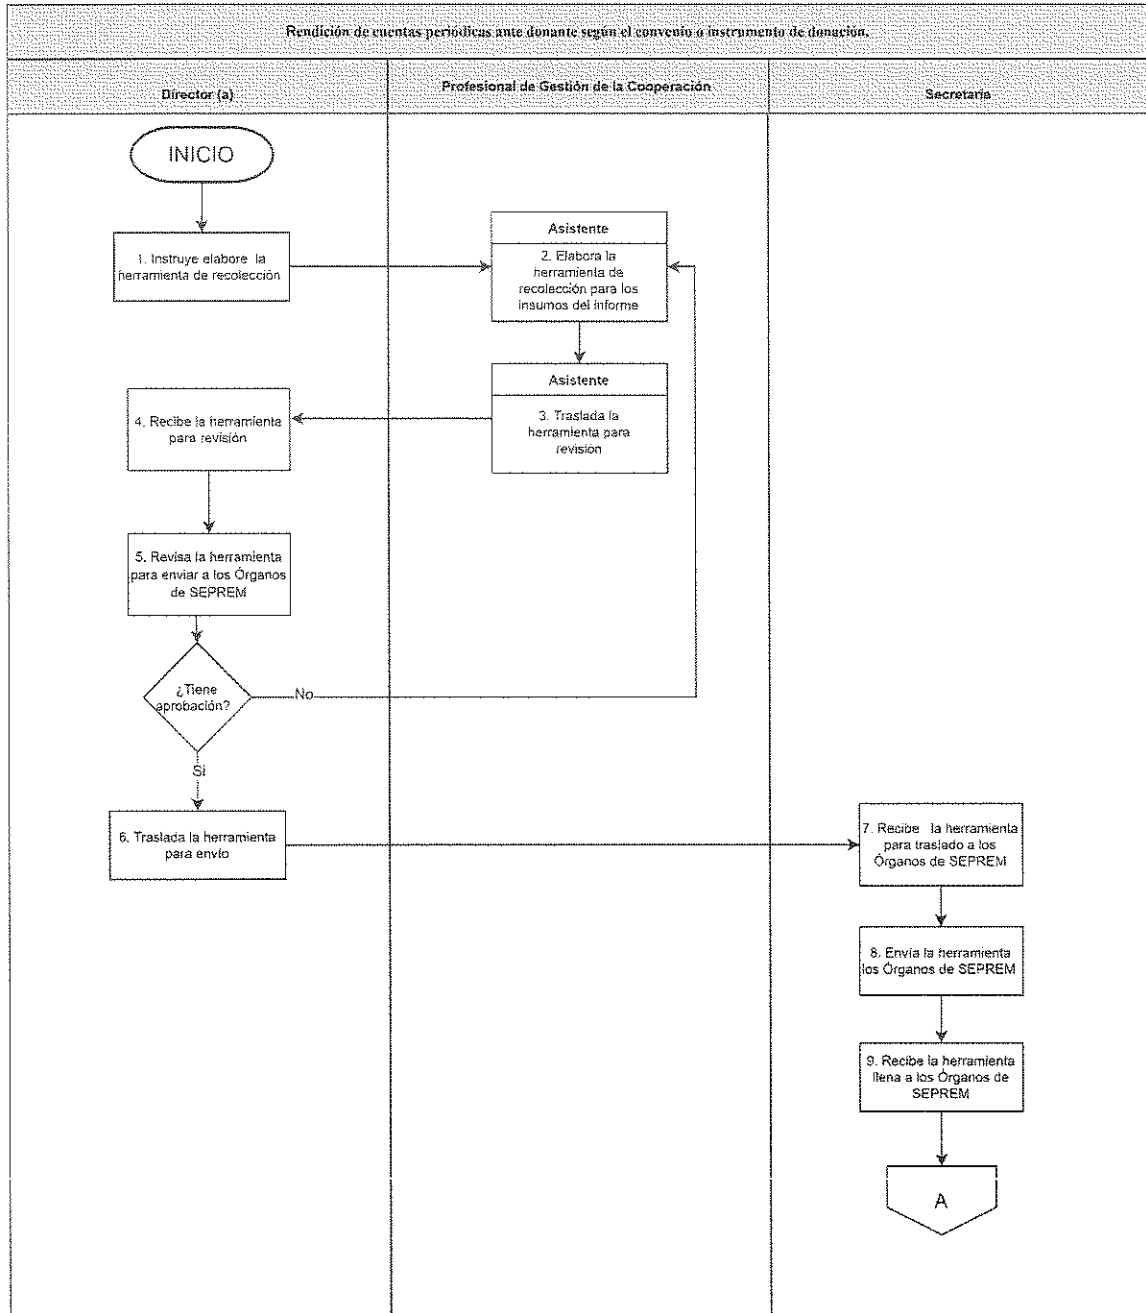 Rendición de cuentas periódicas ante donante según el convenio o instrumento de donación.
Director (a)
Profesional de Gestión de la Cooperación
Secretaria
INICIO
1. Instruye elabore la
herramienta de recolección
Asistente
2. Elabora la
herramienta de
recolección para los
insumos del informe
Asistente
3. Traslada la
herramienta para
revisión
4. Recibe la herramienta
para revisión
5. Revisa la herramienta
para enviar a los Órganos
de SEPREM
¿Tiene
aprobación?
No
Si
6. Traslada la herramienta
para envío
7. Recibe la herramienta
para traslado a los
Órganos de SEPREM
8. Envía la herramienta
los Órganos de SEPREM
9. Recibe la herramienta
llena a los Órganos de
SEPREM
A